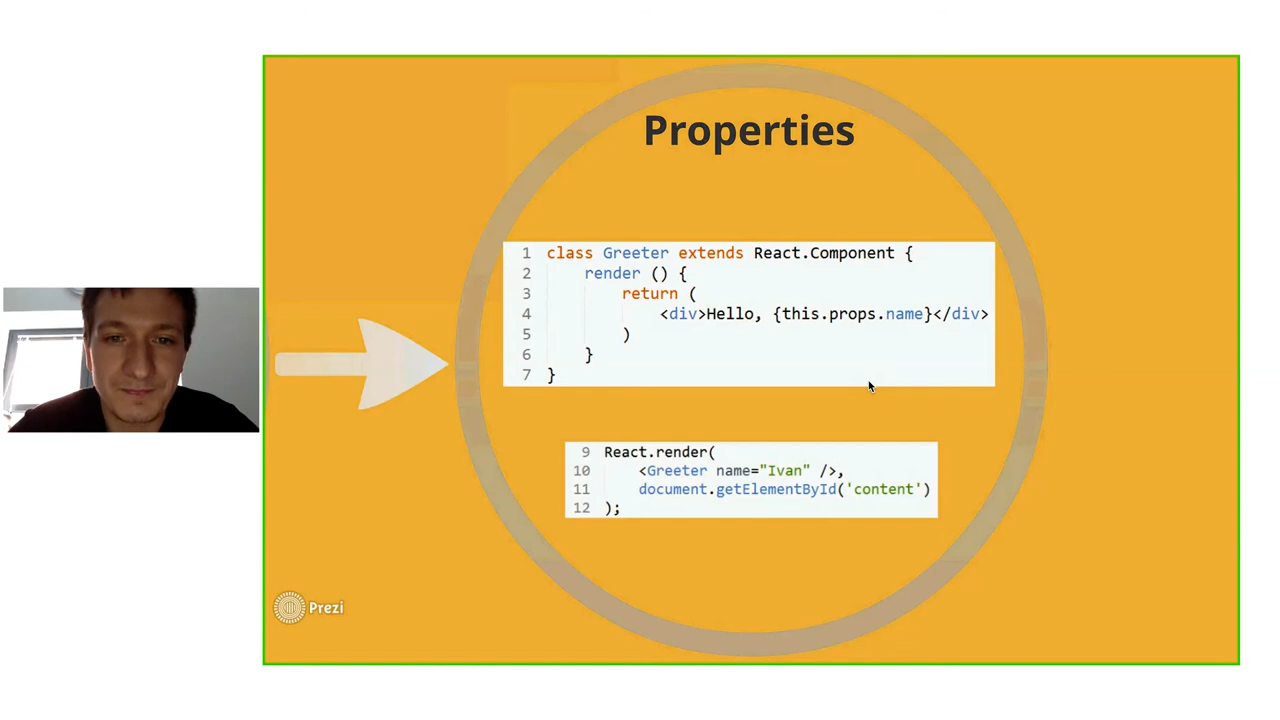 Properties
1 class Greeter extends React.Component {
2 render () {
3 return (
4 <div>Hello, {this.props.name}</div>
5 )
6 }
7 }
9 React.render(
10 <Greeter name="Ivan" />,
11 document.getElementById('content')
12 );
Prezi